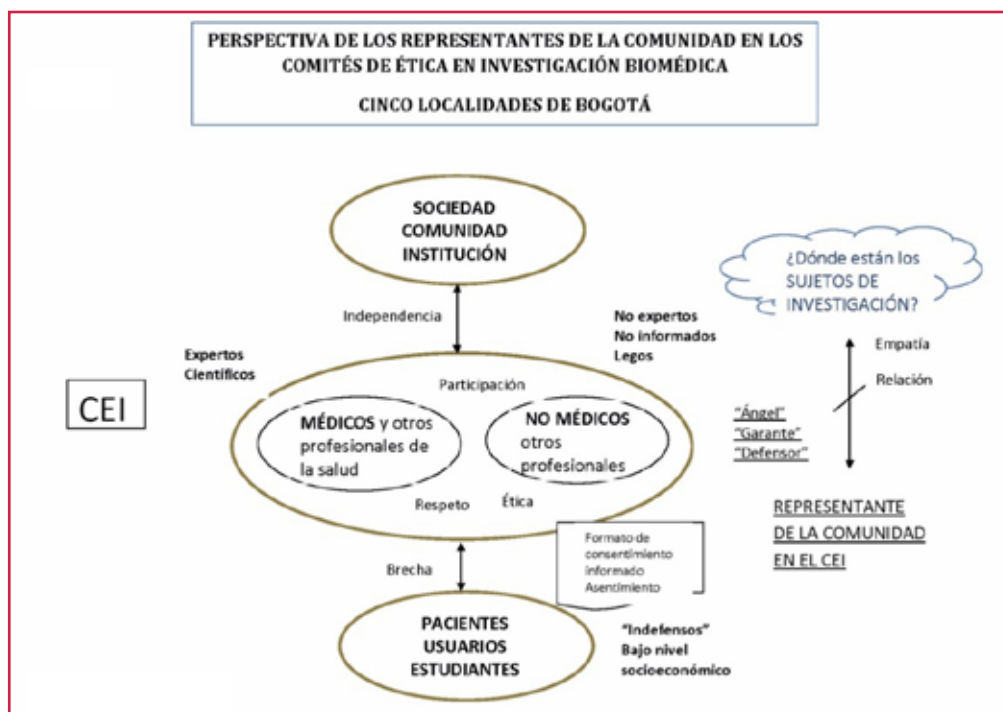 PERSPECTIVA DE LOS REPRESENTANTES DE LA COMUNIDAD EN LOS
COMITÉS DE ÉTICA EN INVESTIGACIÓN BIOMÉDICA
CINCO LOCALIDADES DE BOGOTÁ
SOCIEDAD
COMUNIDAD
INSTITUCIÓN
¿Dónde están los
SUJETOS DE
INVESTIGACIÓN?
Independencia
No expertos
No informados
Legos
Expertos
Científicos
Empatía
Relación
CEI
Participación
MÉDICOS y otros
profesionales de
la salud
NO MÉDICOS
otros
profesionales
"Ángel"
"Garante"
"Defensor"
Respeto
Ética
REPRESENTANTE
DE LA COMUNIDAD
EN EL CEI
Formato de
consentimiento
informado
Asentimiento
Brecha
PACIENTES
USUARIOS
ESTUDIANTES
"Indefensos"
Bajo nivel
socioeconómico